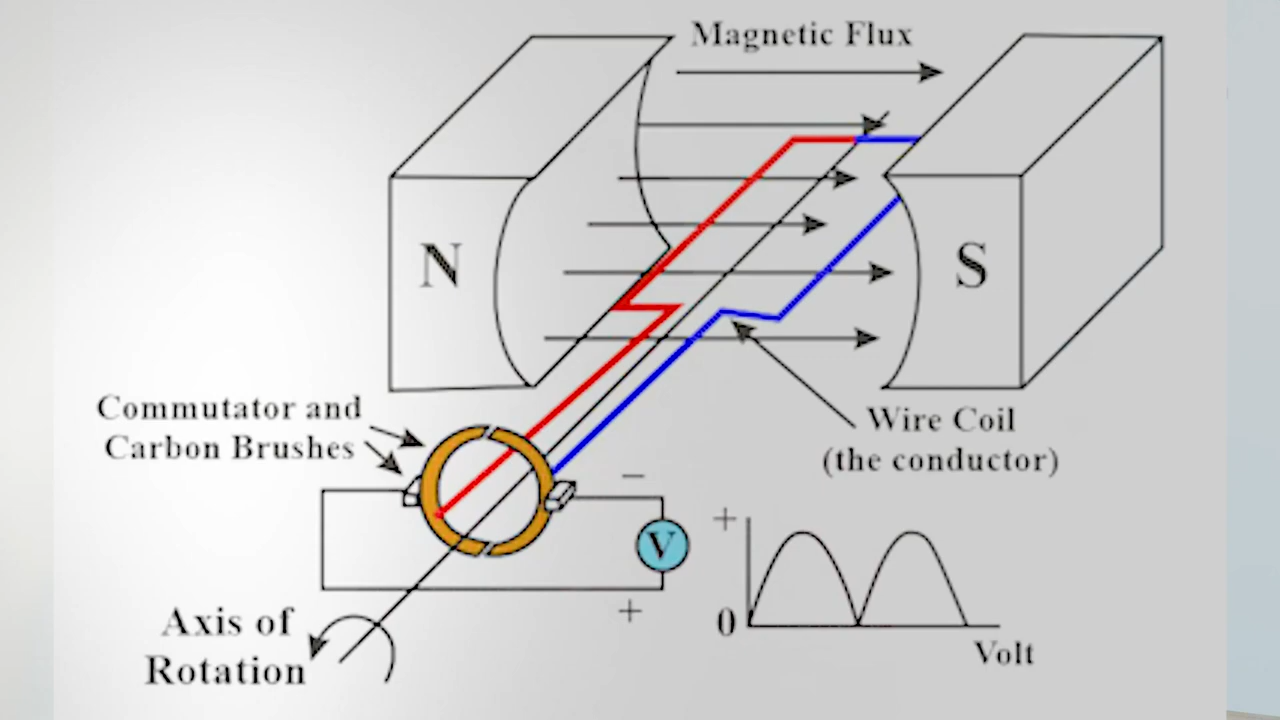 Magnetic Flux
N
S
Commutator and
Carbon Brushes
Wire Coil
(the conductor)
−
V
+
+
0
Volt
Axis of
Rotation